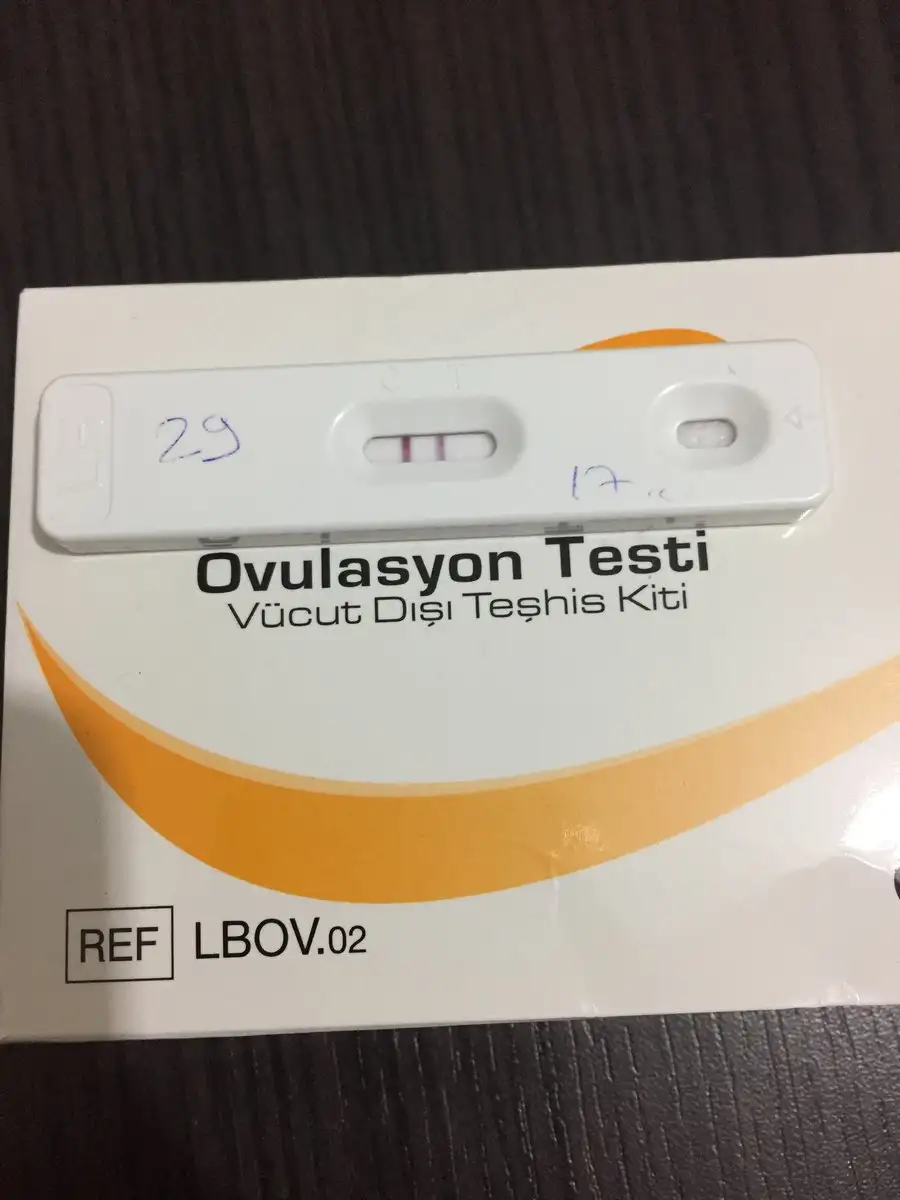 C T
29
17
Ovulasyon Testi
Vücut Dışı Teşhis Kiti
REF LBOV.02